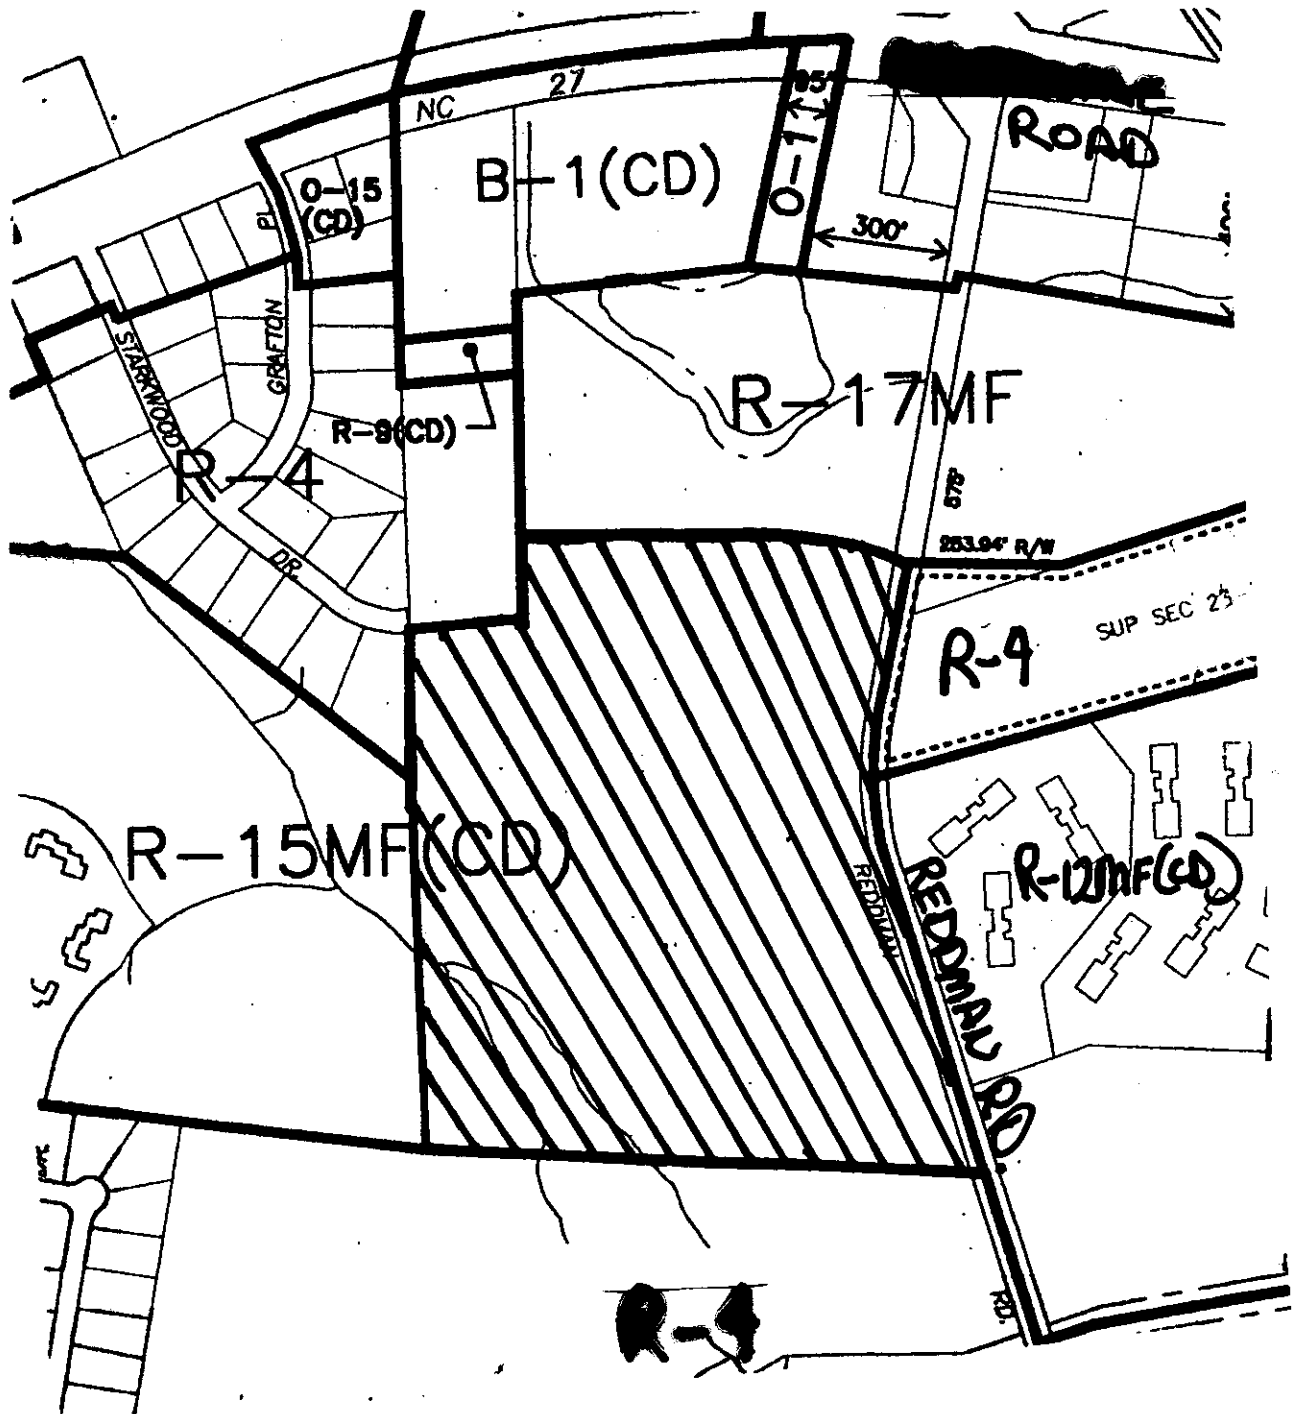 NC 27
95'
ROAD
B-1(CD)
O-1
O-15
(CD)
PL
300'
GRAFTON
STARKWOOD
R-17MF
R-9(CD)
R-4
578'
253.94' R/W
DR.
SUP SEC 23
R-4
R-15MF(CD)
REDDMAN
R-12MF(CD)
REDDMAN RD.
RD.
R-4